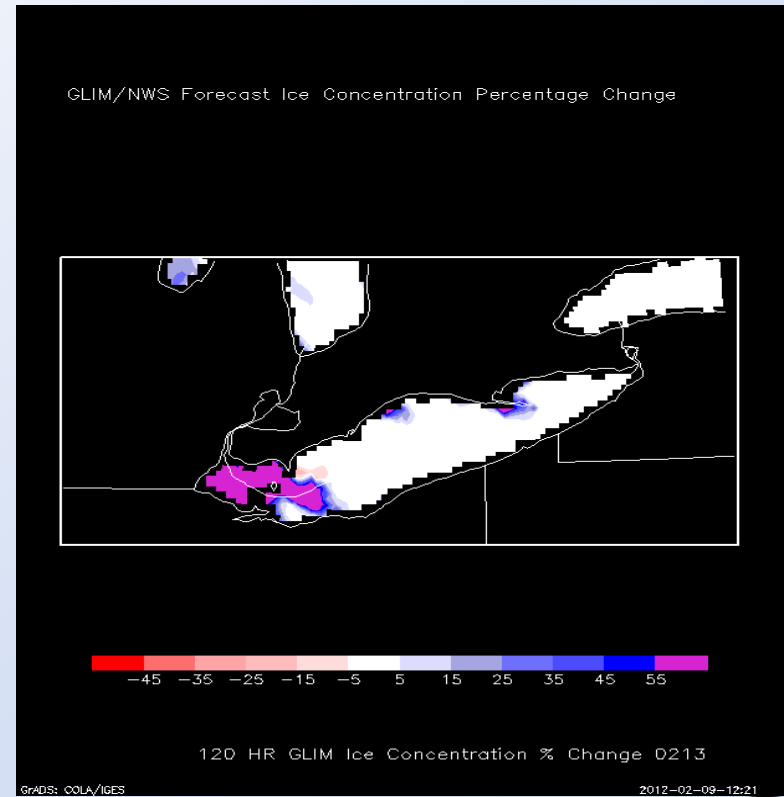 GLIM/NWS Forecast Ice Concentration Percentage Change
-45 -35 -25 -15 -5 5 15 25 35 45 55
120 HR GLIM Ice Concentration % Change 0213
GrADS: COLA/IGES 2012-02-09-12:21